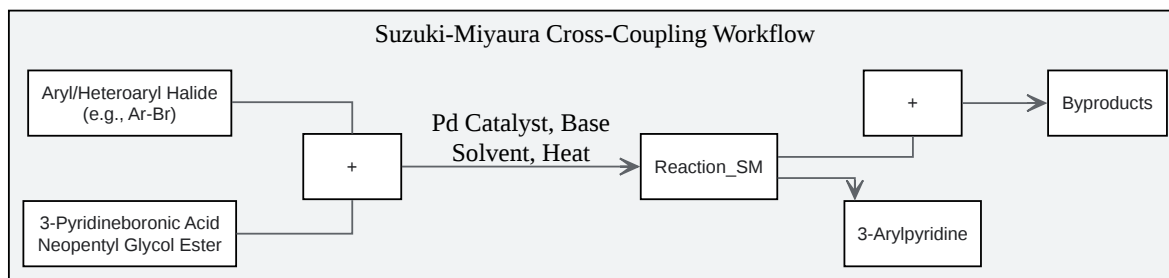 Suzuki-Miyaura Cross-Coupling Workflow
Aryl/Heteroaryl Halide
(e.g., Ar-Br)
+
Pd Catalyst, Base
Solvent, Heat
Reaction_SM
+
Byproducts
3-Pyridineboronic Acid
Neopentyl Glycol Ester
3-Arylpyridine